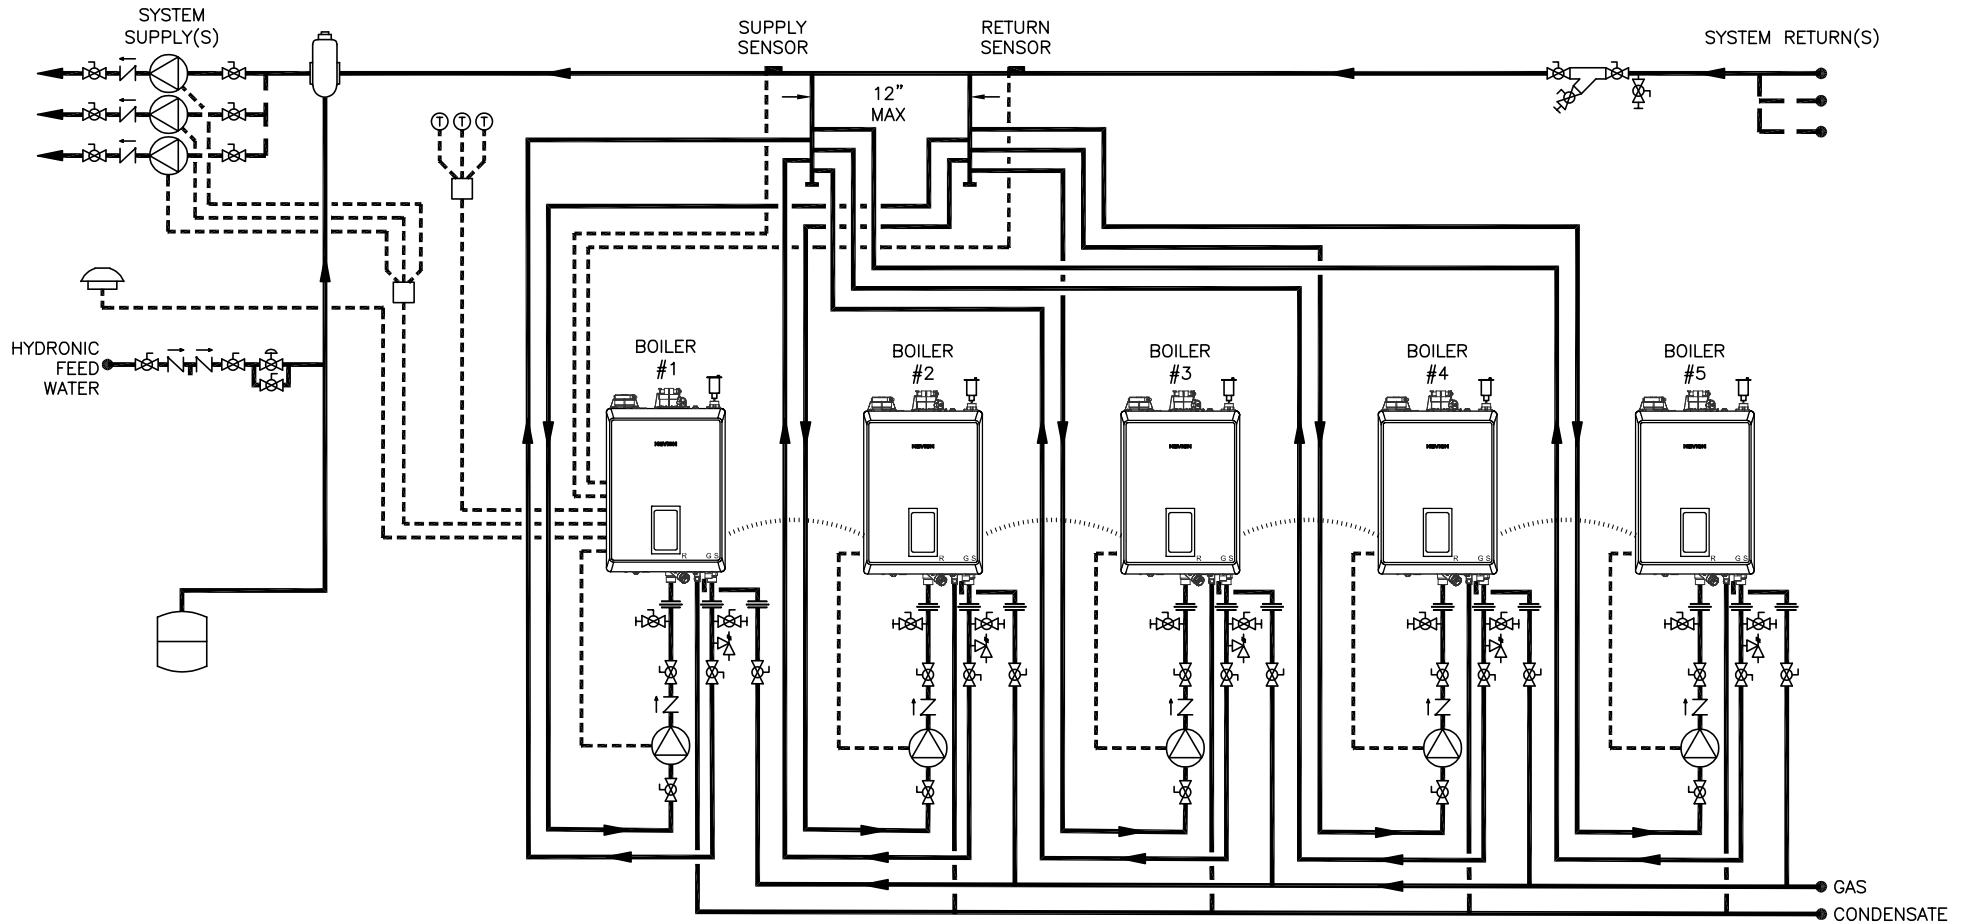 SYSTEM
SUPPLY(S)
SUPPLY
SENSOR
RETURN
SENSOR
SYSTEM RETURN(S)
12"
MAX
T T T
HYDRONIC
FEED
WATER
BOILER
#1
BOILER
#2
BOILER
#3
BOILER
#4
BOILER
#5
R G S
R G S
R G S
R G S
R G S
GAS
CONDENSATE